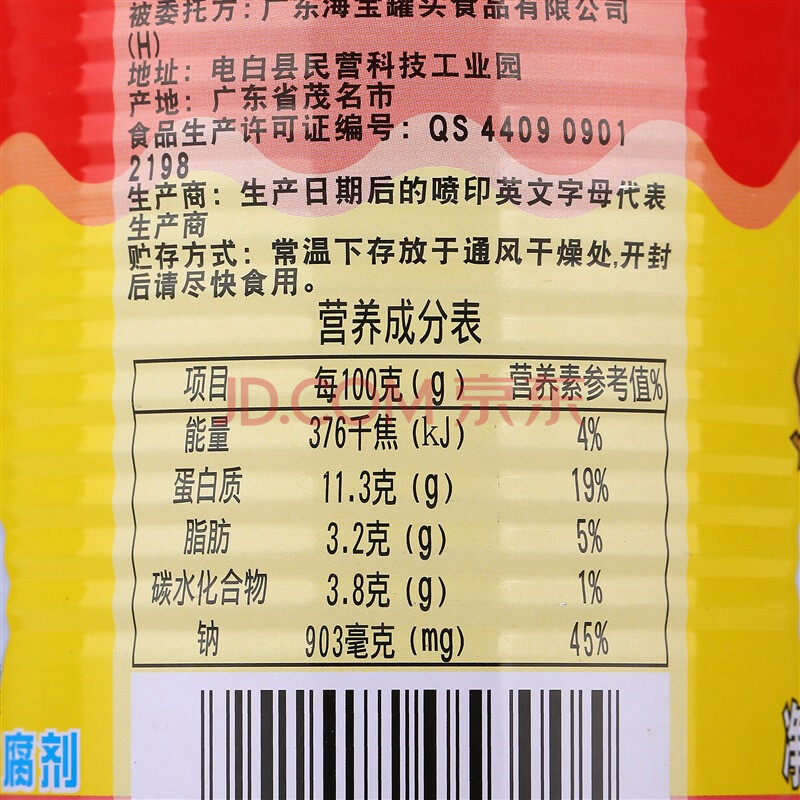 被委托方：广东海宝罐头食品有限公司
(H)
地址：电白县民营科技工业园
产地：广东省茂名市
食品生产许可证编号：QS 4409 0901
2198
生产商：生产日期后的喷印英文字母代表
生产商
贮存方式：常温下存放于通风干燥处,开封
后请尽快食用。
营养成分表
项目 每100克(g) 营养素参考值%
JD.COM 京东
能量 376千焦(kJ) 4%
蛋白质 11.3克(g) 19%
脂肪 3.2克(g) 5%
碳水化合物 3.8克(g) 1%
钠 903毫克(mg) 45%
腐剂
净